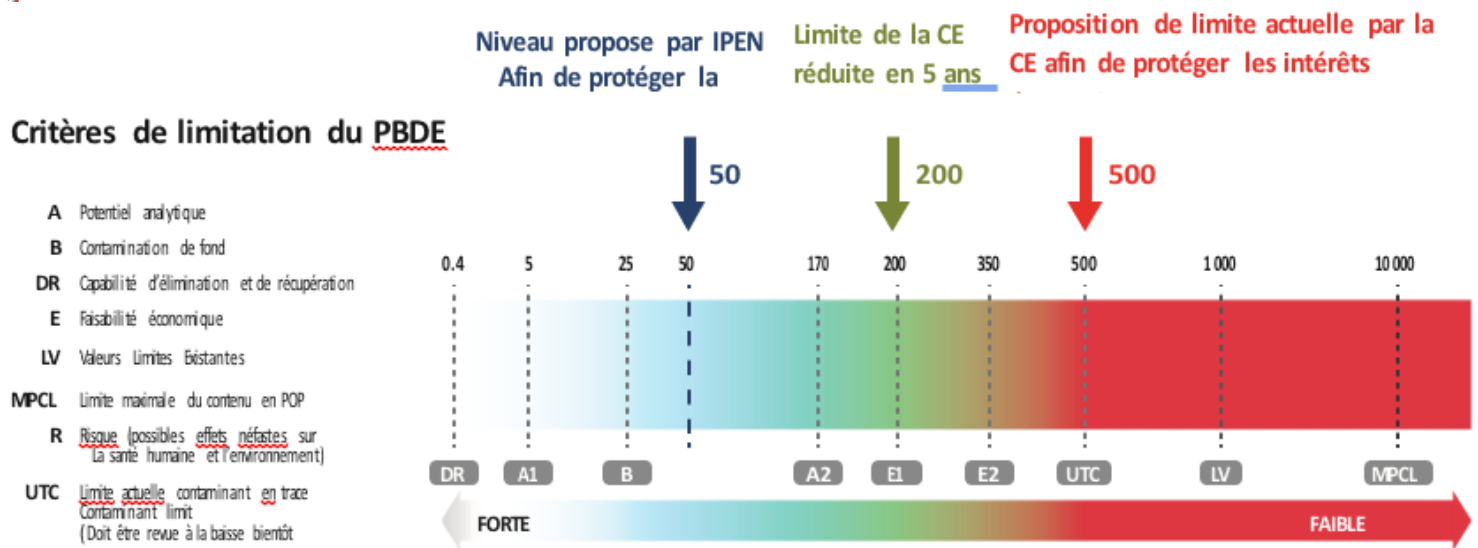 Niveau propose par IPEN
Afin de protéger la
Limite de la CE
réduite en 5 ans
Proposition de limite actuelle par la
CE afin de protéger les intérêts
Critères de limitation du PBDE
50
200
500
A Potentiel analytique
B Contamination de fond
DR Capabilité d'élimination et de récupération
E Faisabilité économique
LV Valeurs Limites Existantes
MPCL Limite maximale du contenu en POP
R Risque (possibles effets néfastes sur
La santé humaine et l'environnement)
UTC Limite actuelle contaminant en trace
Contaminant limit
(Doit être revue à la baisse bientôt
0.4 5 25 50 170 200 350 500 1 000 10 000
DR A1 B A2 E1 E2 UTC LV MPCL
FORTE FAIBLE